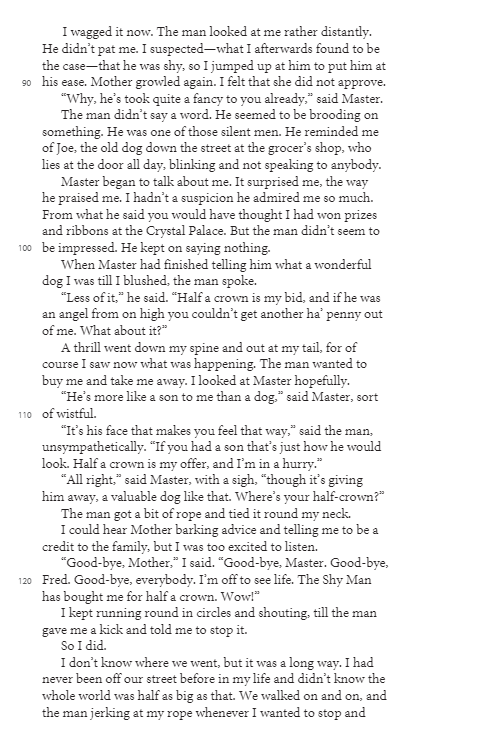 I wagged it now. The man looked at me rather distantly.
He didn’t pat me. I suspected—what I afterwards found to be
the case—that he was shy, so I jumped up at him to put him at
90 his ease. Mother growled again. I felt that she did not approve.
“Why, he’s took quite a fancy to you already,” said Master.
The man didn’t say a word. He seemed to be brooding on
something. He was one of those silent men. He reminded me
of Joe, the old dog down the street at the grocer’s shop, who
lies at the door all day, blinking and not speaking to anybody.
Master began to talk about me. It surprised me, the way
he praised me. I hadn’t a suspicion he admired me so much.
From what he said you would have thought I had won prizes
and ribbons at the Crystal Palace. But the man didn’t seem to
100 be impressed. He kept on saying nothing.
When Master had finished telling him what a wonderful
dog I was till I blushed, the man spoke.
“Less of it,” he said. “Half a crown is my bid, and if he was
an angel from on high you couldn’t get another ha’ penny out
of me. What about it?”
A thrill went down my spine and out at my tail, for of
course I saw now what was happening. The man wanted to
buy me and take me away. I looked at Master hopefully.
“He’s more like a son to me than a dog,” said Master, sort
110 of wistful.
“It’s his face that makes you feel that way,” said the man,
unsympathetically. “If you had a son that’s just how he would
look. Half a crown is my offer, and I’m in a hurry.”
“All right,” said Master, with a sigh, “though it’s giving
him away, a valuable dog like that. Where’s your half-crown?”
The man got a bit of rope and tied it round my neck.
I could hear Mother barking advice and telling me to be a
credit to the family, but I was too excited to listen.
“Good-bye, Mother,” I said. “Good-bye, Master. Good-bye,
120 Fred. Good-bye, everybody. I’m off to see life. The Shy Man
has bought me for half a crown. Wow!”
I kept running round in circles and shouting, till the man
gave me a kick and told me to stop it.
So I did.
I don’t know where we went, but it was a long way. I had
never been off our street before in my life and didn’t know the
whole world was half as big as that. We walked on and on, and
the man jerking at my rope whenever I wanted to stop and